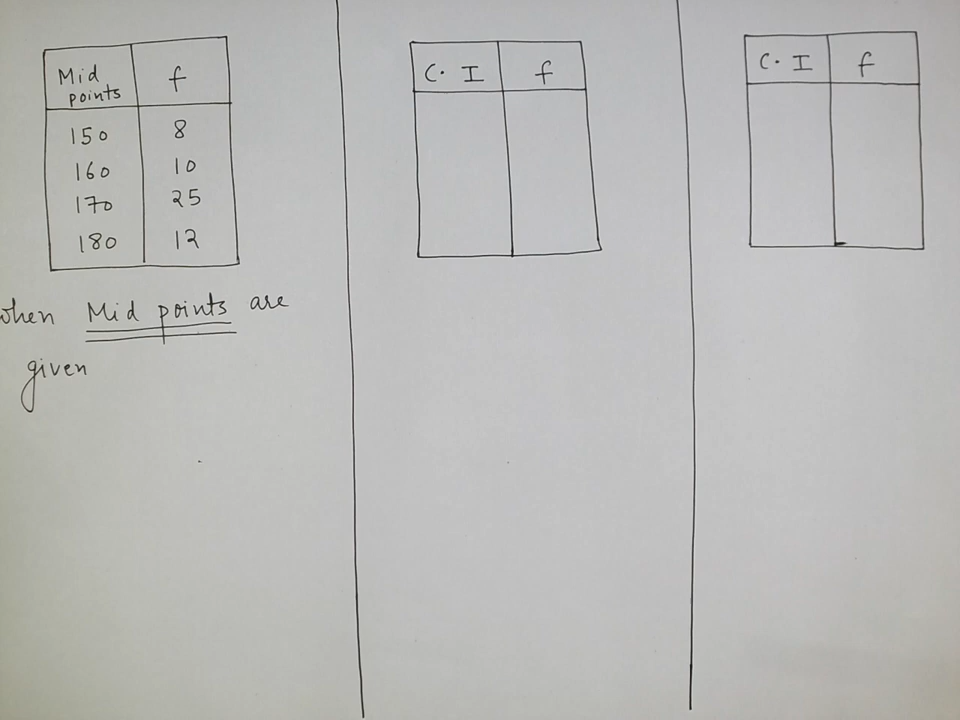 Mid points f
150 8
160 10
170 25
180 12
when Mid points are
given
C. I f
C. I f